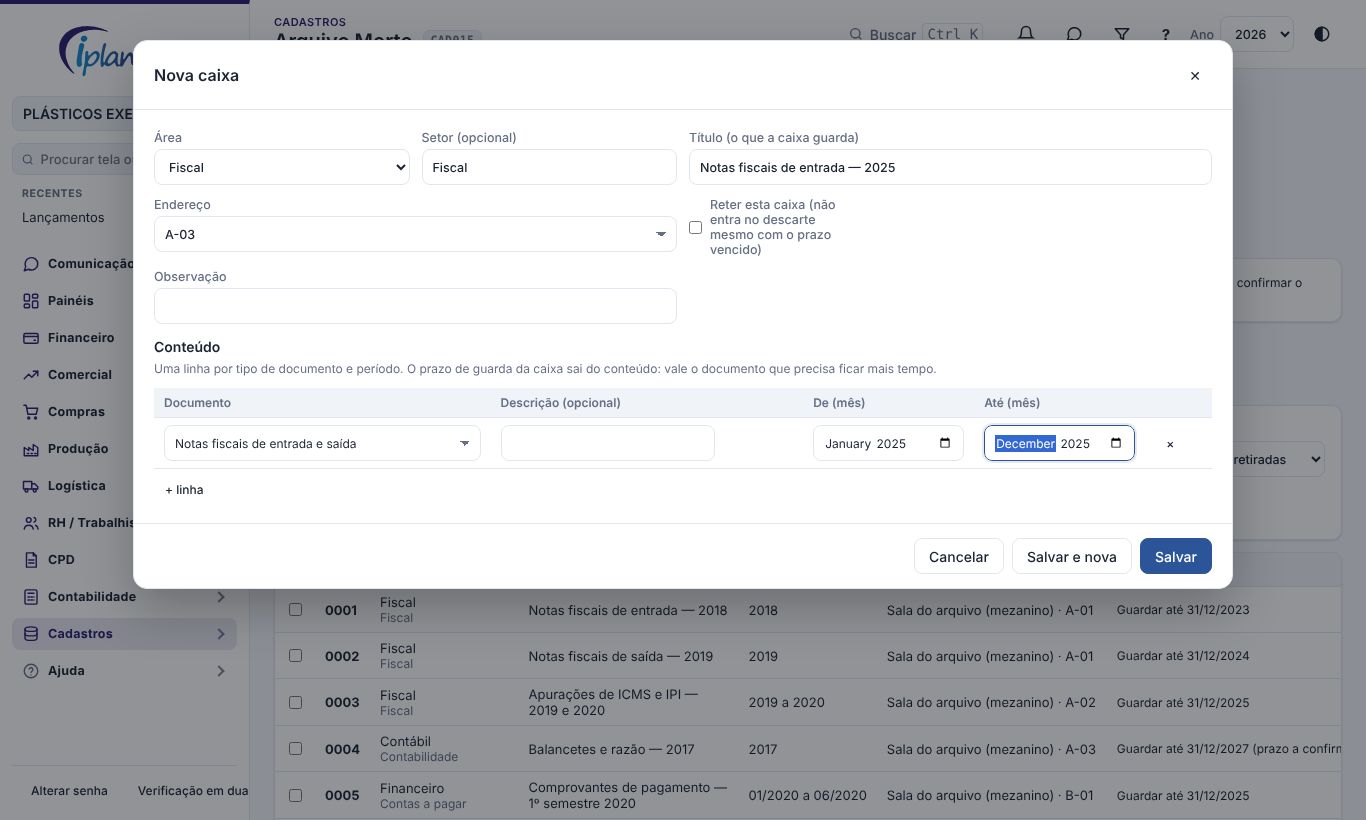 CADASTROS
CAD015
Buscar Ctrl K
? Ano 2026
iplan
PLÁSTICOS EXE
Procurar tela o
RECENTES
Lançamentos
Comunicação
Painéis
Financeiro
Comercial
Compras
Produção
Logística
RH / Trabalhis
CPD
Contabilidade
Cadastros
Ajuda
Alterar senha
Verificação em dua
Nova caixa
×
Área
Setor (opcional)
Título (o que a caixa guarda)
Fiscal
Fiscal
Notas fiscais de entrada — 2025
Endereço
A-03
Reter esta caixa (não
entra no descarte
mesmo com o prazo
vencido)
Observação
Conteúdo
Uma linha por tipo de documento e período. O prazo de guarda da caixa sai do conteúdo: vale o documento que precisa ficar mais tempo.
Documento
Descrição (opcional)
De (mês)
Até (mês)
Notas fiscais de entrada e saída
January 2025
December 2025
×
+ linha
Cancelar
Salvar e nova
Salvar
confirmar o
retiradas
0001
Fiscal
Fiscal
Notas fiscais de entrada — 2018
2018
Sala do arquivo (mezanino) · A-01
Guardar até 31/12/2023
0002
Fiscal
Fiscal
Notas fiscais de saída — 2019
2019
Sala do arquivo (mezanino) · A-01
Guardar até 31/12/2024
0003
Fiscal
Fiscal
Apurações de ICMS e IPI —
2019 e 2020
2019 a 2020
Sala do arquivo (mezanino) · A-02
Guardar até 31/12/2025
0004
Contábil
Contabilidade
Balancetes e razão — 2017
2017
Sala do arquivo (mezanino) · A-03
Guardar até 31/12/2027 (prazo a confirm
0005
Financeiro
Contas a pagar
Comprovantes de pagamento —
1º semestre 2020
01/2020 a 06/2020
Sala do arquivo (mezanino) · B-01
Guardar até 31/12/2025